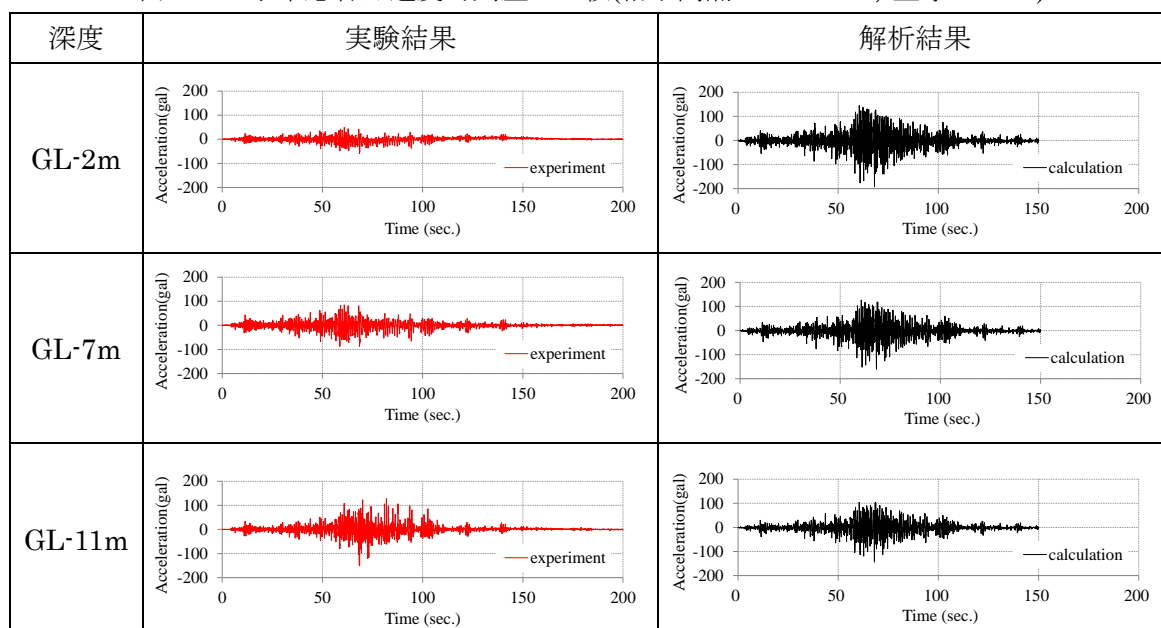 深度 実験結果 解析結果
GL-2m
Acceleration(gal)
200
100
0
-100
-200
0 50 100 150 200
Time (sec.)
experiment
Acceleration(gal)
200
100
0
-100
-200
0 50 100 150 200
Time (sec.)
calculation
GL-7m
Acceleration(gal)
200
100
0
-100
-200
0 50 100 150 200
Time (sec.)
experiment
Acceleration(gal)
200
100
0
-100
-200
0 50 100 150 200
Time (sec.)
calculation
GL-11m
Acceleration(gal)
200
100
0
-100
-200
0 50 100 150 200
Time (sec.)
experiment
Acceleration(gal)
200
100
0
-100
-200
0 50 100 150 200
Time (sec.)
calculation